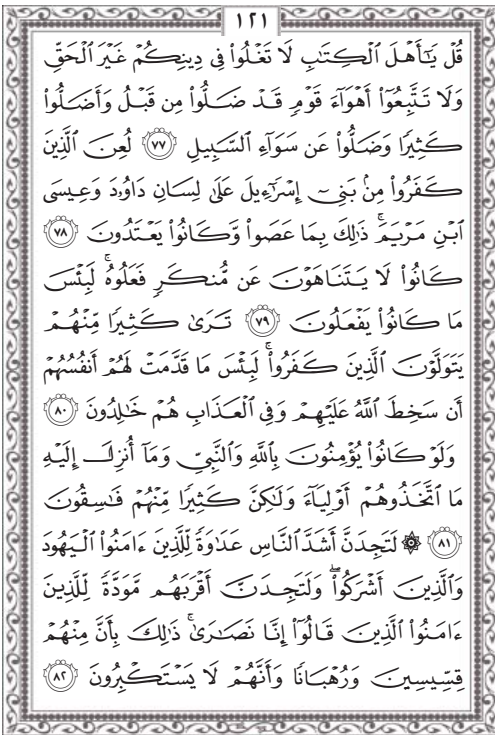 ١٢١
قُلۡ يَٰٓأَهۡلَ ٱلۡكِتَٰبِ لَا تَغۡلُواْ فِي دِينِكُمۡ غَيۡرَ ٱلۡحَقِّ
وَلَا تَتَّبِعُوٓاْ أَهۡوَآءَ قَوۡمٖ قَدۡ ضَلُّواْ مِن قَبۡلُ وَأَضَلُّواْ
كَثِيرٗا وَضَلُّواْ عَن سَوَآءِ ٱلسَّبِيلِ ٧٧ لُعِنَ ٱلَّذِينَ
كَفَرُواْ مِنۢ بَنِيٓ إِسۡرَٰٓءِيلَ عَلَىٰ لِسَانِ دَاوُۥدَ وَعِيسَى
ٱبۡنِ مَرۡيَمَۚ ذَٰلِكَ بِمَا عَصَواْ وَّكَانُواْ يَعۡتَدُونَ ٧٨
كَانُواْ لَا يَتَنَاهَوۡنَ عَن مُّنكَرٖ فَعَلُوهُۚ لَبِئۡسَ
مَا كَانُواْ يَفۡعَلُونَ ٧٩ تَرَىٰ كَثِيرٗا مِّنۡهُمۡ
يَتَوَلَّوۡنَ ٱلَّذِينَ كَفَرُواْۚ لَبِئۡسَ مَا قَدَّمَتۡ لَهُمۡ أَنفُسُهُمۡ
أَن سَخِطَ ٱللَّهُ عَلَيۡهِمۡ وَفِي ٱلۡعَذَابِ هُمۡ خَٰلِدُونَ ٨٠
وَلَوۡ كَانُواْ يُؤۡمِنُونَ بِٱللَّهِ وَٱلنَّبِيِّ وَمَآ أُنزِلَ إِلَيۡهِ
مَا ٱتَّخَذُوهُمۡ أَوۡلِيَآءَ وَلَٰكِنَّ كَثِيرٗا مِّنۡهُمۡ فَٰسِقُونَ
٨١ ۞ لَتَجِدَنَّ أَشَدَّ ٱلنَّاسِ عَدَٰوَةٗ لِّلَّذِينَ ءَامَنُواْ ٱلۡيَهُودَ
وَٱلَّذِينَ أَشۡرَكُواْۖ وَلَتَجِدَنَّ أَقۡرَبَهُم مَّوَدَّةٗ لِّلَّذِينَ
ءَامَنُواْ ٱلَّذِينَ قَالُوٓاْ إِنَّا نَصَٰرَىٰۚ ذَٰلِكَ بِأَنَّ مِنۡهُمۡ
قِسِّيسِينَ وَرُهۡبَانٗا وَأَنَّهُمۡ لَا يَسۡتَكۡبِرُونَ ٨٢